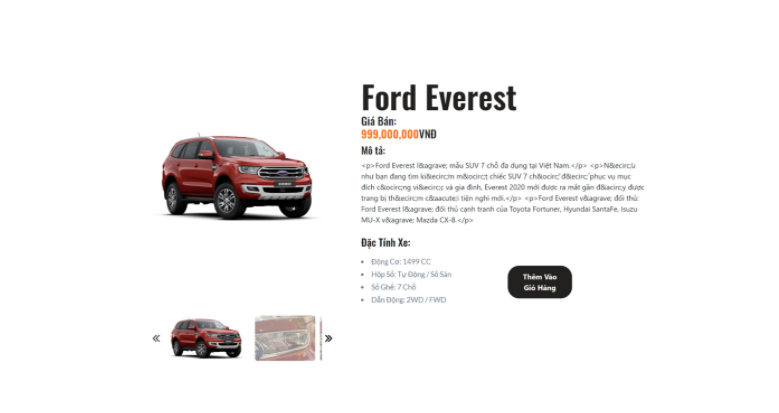 Ford Everest
Giá Bán:
999,000,000VNĐ
Mô tả:
<p>Ford Everest l&agrave; mẫu SUV 7 chỗ đa dụng tại Việt Nam.</p> <p>N&ecirc;u
như bạn đang tìm ki&ecirc;m m&ocirc;t chiếc SUV 7 ch&ocirc;̃ đ&ecirc;̉ phục vụ mục
đích c&ocirc;ng vi&ecirc;c và gia đình, Everest 2020 mới được ra mắt gần đ&acirc;y được
trang bị th&ecirc;m c&aacute;i tiện nghi mới.</p> <p>Ford Everest v&agrave; đối thủ:
Ford Everest l&agrave; đối thủ cạnh tranh của Toyota Fortuner, Hyundai SantaFe, Isuzu
MU-X v&agrave; Mazda CX-8.</p>
Đặc Tính Xe:
Động Cơ: 1499 CC
Hộp Số: Tự Động / Số Sàn
Số Ghế: 7 Chỗ
Dẫn Động: 2WD / FWD
Thêm Vào
Giỏ Hàng